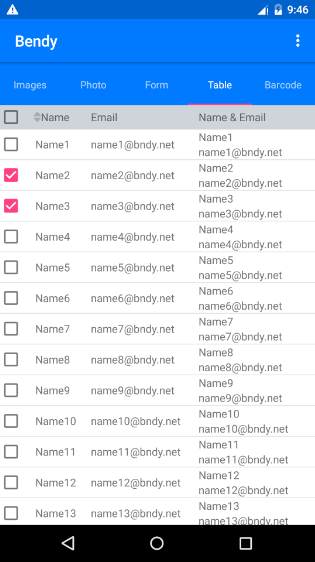 9:46
Bendy
Images Photo Form Table Barcode
Name Email Name & Email
Name1 name1@bndy.net Name1
name1@bndy.net
Name2 name2@bndy.net Name2
name2@bndy.net
Name3 name3@bndy.net Name3
name3@bndy.net
Name4 name4@bndy.net Name4
name4@bndy.net
Name5 name5@bndy.net Name5
name5@bndy.net
Name6 name6@bndy.net Name6
name6@bndy.net
Name7 name7@bndy.net Name7
name7@bndy.net
Name8 name8@bndy.net Name8
name8@bndy.net
Name9 name9@bndy.net Name9
name9@bndy.net
Name10 name10@bndy.net Name10
name10@bndy.net
Name11 name11@bndy.net Name11
name11@bndy.net
Name12 name12@bndy.net Name12
name12@bndy.net
Name13 name13@bndy.net Name13
name13@bndy.net